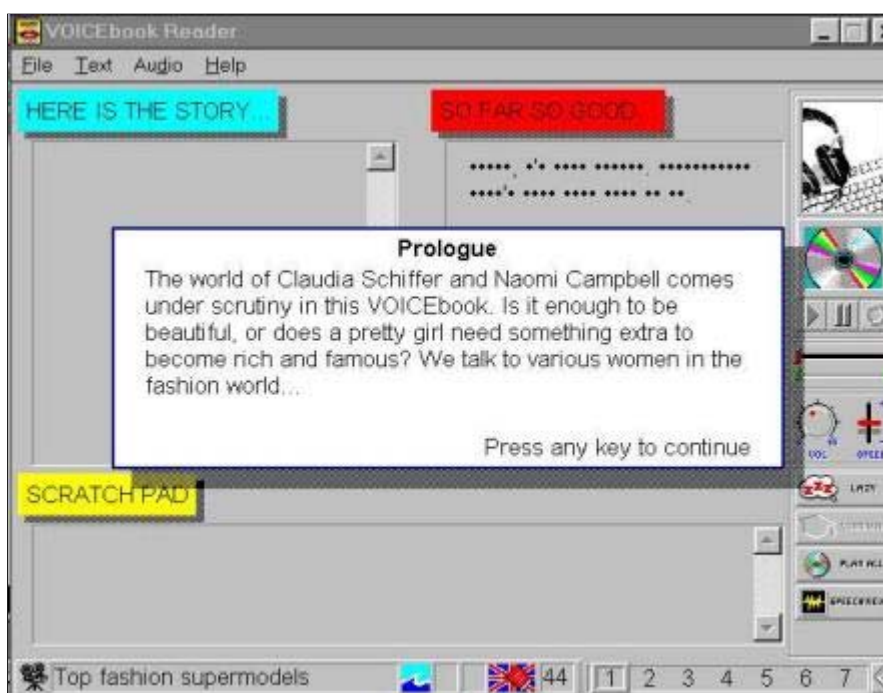 VOICEbook Reader
File Text Audio Help
HERE IS THE STORY...
SO FAR SO GOOD...
•••••, •'• •••• ••••••, •••••••••••
••••'• •••• •••• •••• •• ••.
Prologue
The world of Claudia Schiffer and Naomi Campbell comes
under scrutiny in this VOICEbook. Is it enough to be
beautiful, or does a pretty girl need something extra to
become rich and famous? We talk to various women in the
fashion world...
Press any key to continue
VOL
SPEED
LAZY
SCRATCH PAD
PLAY ALL
Top fashion supermodels
44
1 2 3 4 5 6 7